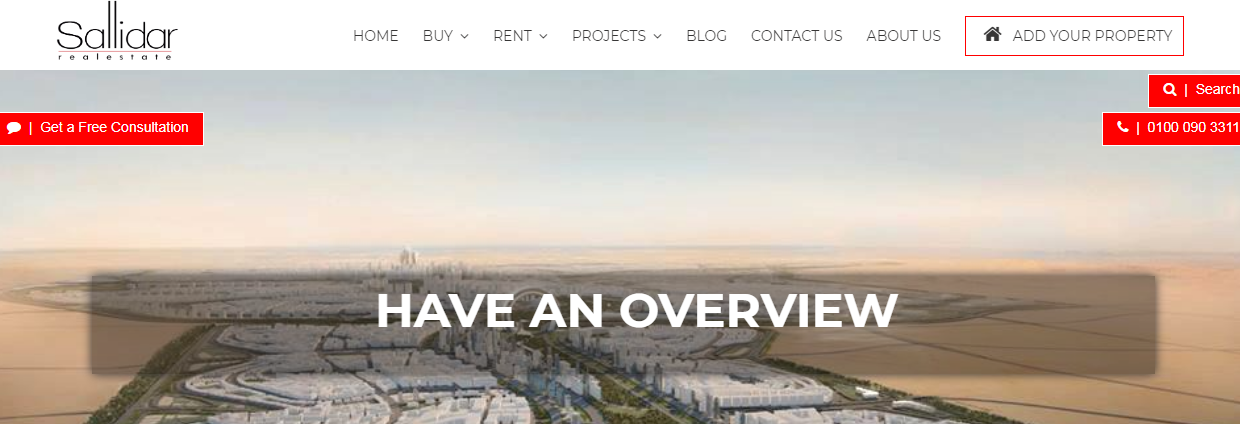 Sallidar
realestate
HOME BUY RENT PROJECTS BLOG CONTACT US ABOUT US ADD YOUR PROPERTY
| Search
| Get a Free Consultation
| 0100 090 3311
HAVE AN OVERVIEW